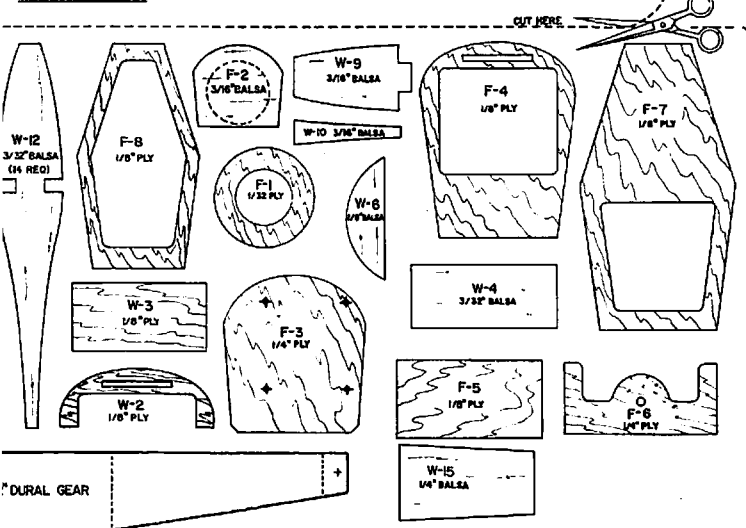 CUT HERE
W-12
3/32" BALSA
(14 REQ)
F-8
1/8" PLY
F-2
3/16" BALSA
W-9
3/16" BALSA
W-10 3/16" BALSA
F-1
1/32 PLY
W-6
BALSA
F-4
1/8" PLY
F-7
1/8" PLY
W-3
1/8" PLY
F-3
1/4" PLY
W-4
3/32" BALSA
W-2
1/8" PLY
F-5
1/8" PLY
F-6
1/4" PLY
W-15
1/4" BALSA
DURAL GEAR